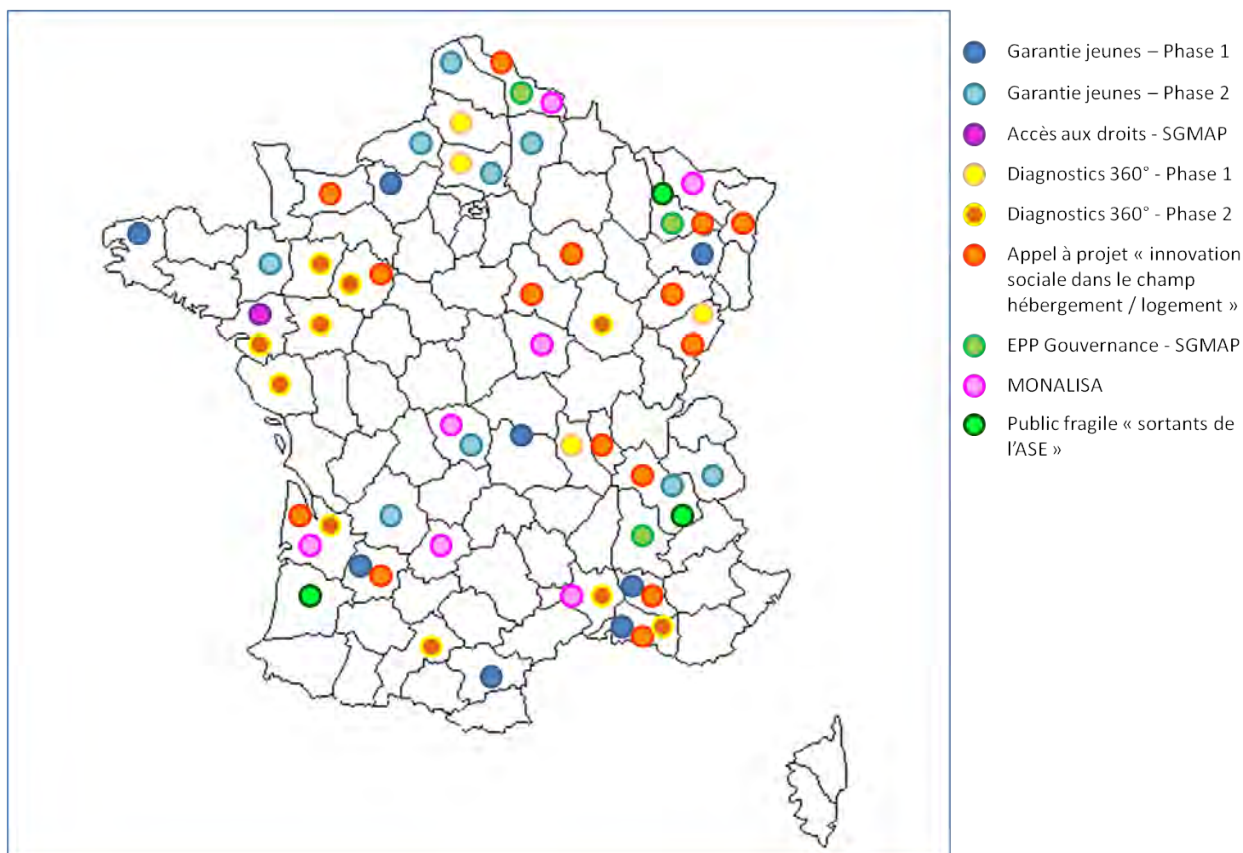 Garantie jeunes – Phase 1
Garantie jeunes – Phase 2
Accès aux droits - SGMAP
Diagnostics 360° - Phase 1
Diagnostics 360° - Phase 2
Appel à projet « innovation
sociale dans le champ
hébergement / logement »
EPP Gouvernance - SGMAP
MONALISA
Public fragile « sortants de
l'ASE »